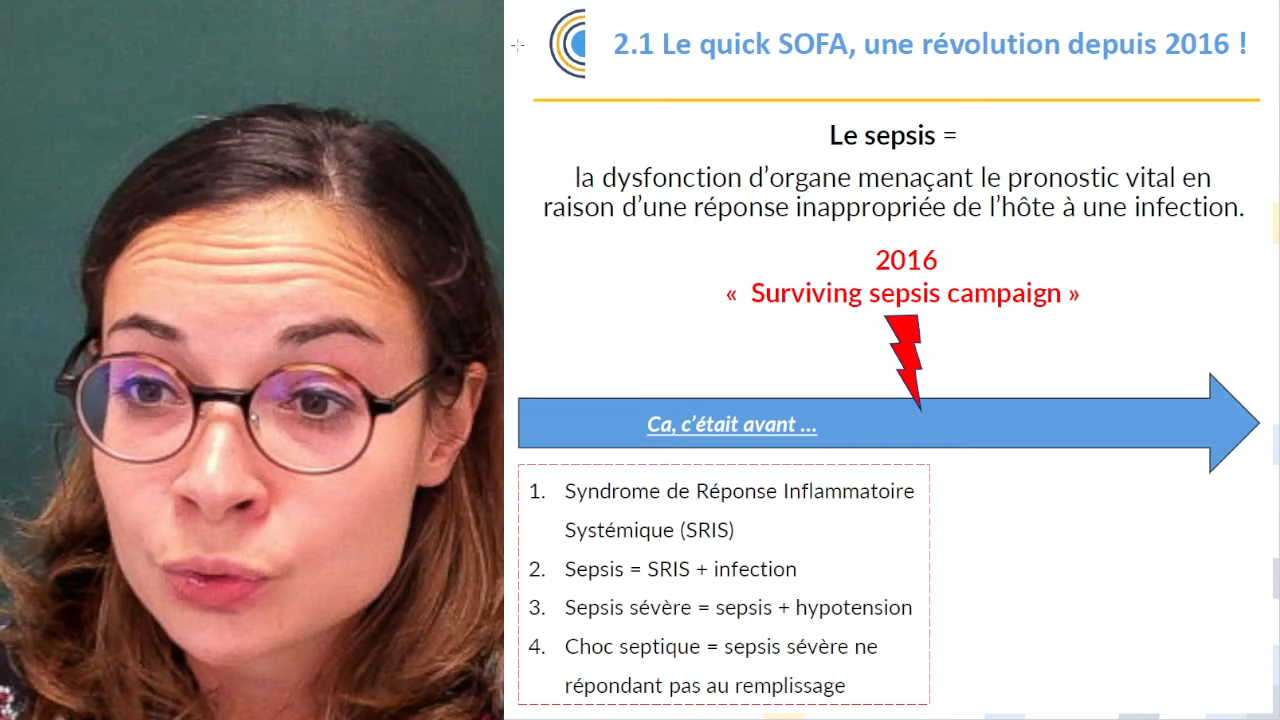 2.1 Le quick SOFA, une révolution depuis 2016 !
Le sepsis =
la dysfonction d'organe menaçant le pronostic vital en
raison d'une réponse inappropriée de l'hôte à une infection.
2016
«  Surviving sepsis campaign »
Ca, c'était avant ...
1. Syndrome de Réponse Inflammatoire
Systémique (SRIS)
2. Sepsis = SRIS + infection
3. Sepsis sévère = sepsis + hypotension
4. Choc septique = sepsis sévère ne
répondant pas au remplissage